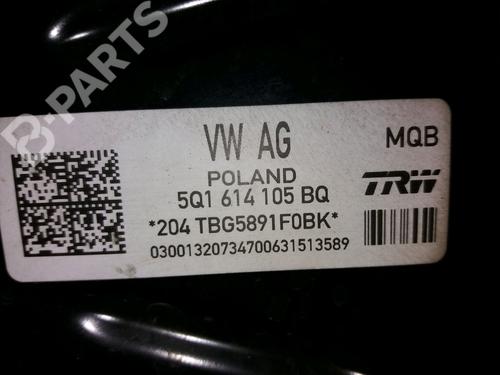 B-PARTS
VW AG
MQB
POLAND
5Q1 614 105 BQ
TRW
*204 TBG5891F0BK*
03001320734700631513589